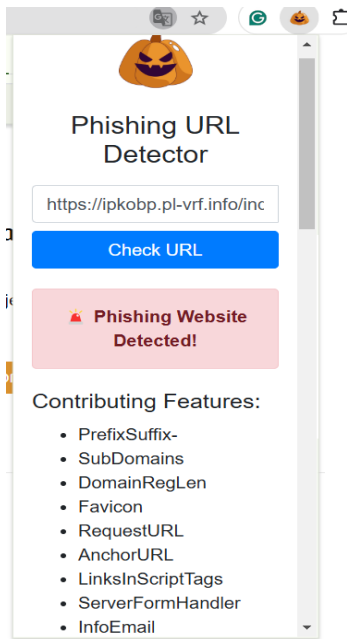 Phishing URL
Detector
https://ipkobp.pl-vrf.info/inc
Check URL
🚨 Phishing Website
Detected!
Contributing Features:
• PrefixSuffix-
• SubDomains
• DomainRegLen
• Favicon
• RequestURL
• AnchorURL
• LinksInScriptTags
• ServerFormHandler
• InfoEmail